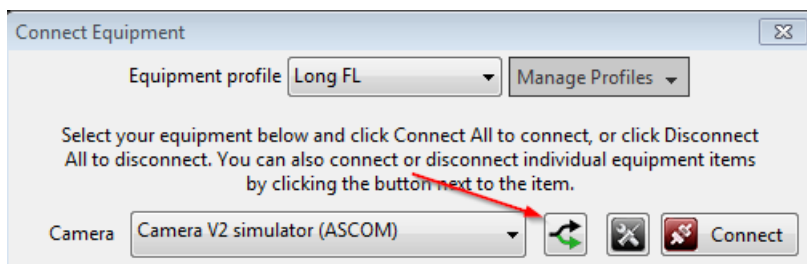 Connect Equipment
Equipment profile Long FL Manage Profiles
Select your equipment below and click Connect All to connect, or click Disconnect
All to disconnect. You can also connect or disconnect individual equipment items
by clicking the button next to the item.
Camera Camera V2 simulator (ASCOM) Connect